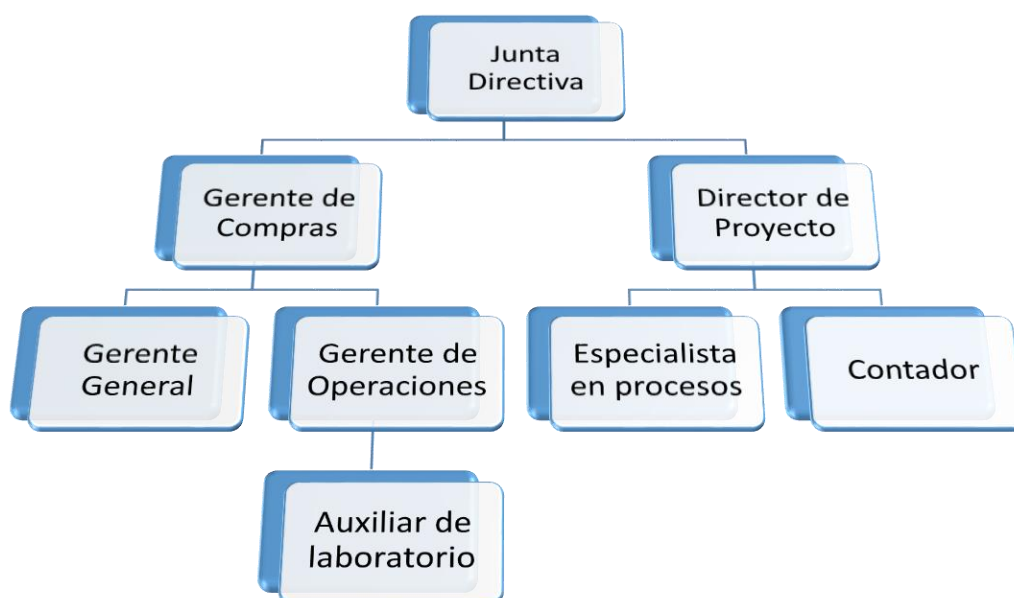 Junta
Directiva
Gerente de
Compras
Director de
Proyecto
Gerente
General
Gerente de
Operaciones
Especialista
en procesos
Contador
Auxiliar de
laboratorio